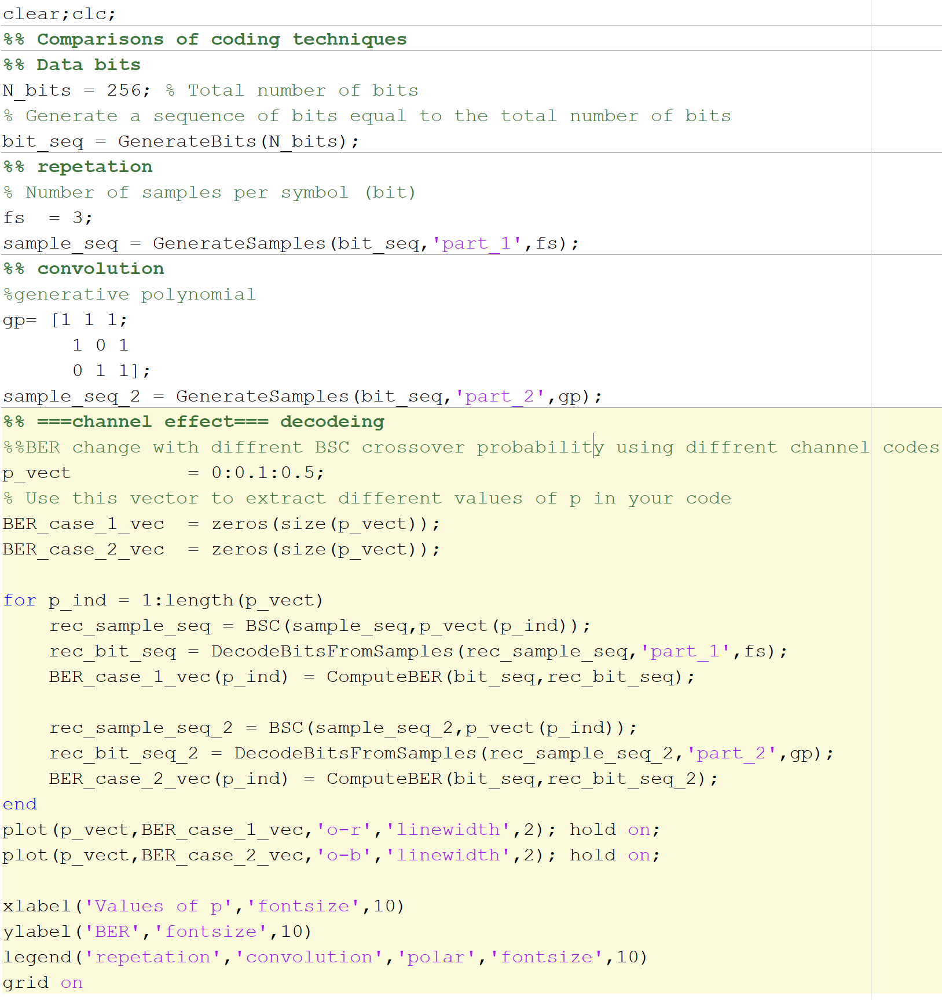 clear;clc;
%% Comparisons of coding techniques
%% Data bits
N_bits = 256; % Total number of bits
% Generate a sequence of bits equal to the total number of bits
bit_seq = GenerateBits(N_bits);
%% repetation
% Number of samples per symbol (bit)
fs  = 3;
sample_seq = GenerateSamples(bit_seq,'part_1',fs);
%% convolution
%generative polynomial
gp= [1 1 1;
      1 0 1
      0 1 1];
sample_seq_2 = GenerateSamples(bit_seq,'part_2',gp);
%% ===channel effect=== decodeing
%%BER change with diffrent BSC crossover probability using diffrent channel codes
p_vect          = 0:0.1:0.5;
% Use this vector to extract different values of p in your code
BER_case_1_vec  = zeros(size(p_vect));
BER_case_2_vec  = zeros(size(p_vect));
for p_ind = 1:length(p_vect)
    rec_sample_seq = BSC(sample_seq,p_vect(p_ind));
    rec_bit_seq = DecodeBitsFromSamples(rec_sample_seq,'part_1',fs);
    BER_case_1_vec(p_ind) = ComputeBER(bit_seq,rec_bit_seq);
    rec_sample_seq_2 = BSC(sample_seq_2,p_vect(p_ind));
    rec_bit_seq_2 = DecodeBitsFromSamples(rec_sample_seq_2,'part_2',gp);
    BER_case_2_vec(p_ind) = ComputeBER(bit_seq,rec_bit_seq_2);
end
plot(p_vect,BER_case_1_vec,'o-r','linewidth',2); hold on;
plot(p_vect,BER_case_2_vec,'o-b','linewidth',2); hold on;
xlabel('Values of p','fontsize',10)
ylabel('BER','fontsize',10)
legend('repetation','convolution','polar','fontsize',10)
grid on